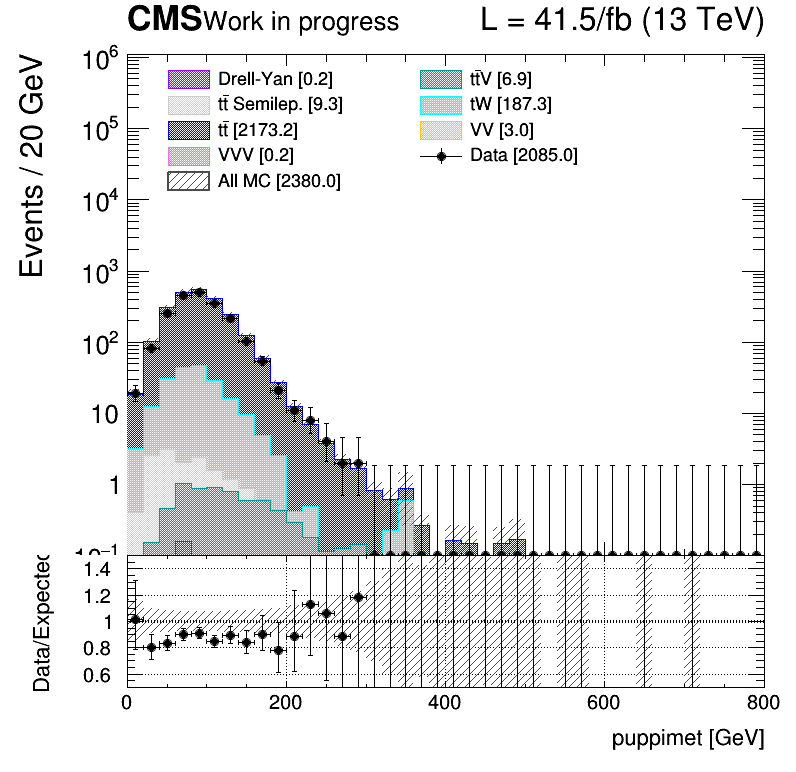 CMS Work in progress L = 41.5/fb (13 TeV)
Events / 20 GeV
Drell-Yan [0.2]
tt̄V [6.9]
tt̄ Semilep. [9.3]
tW [187.3]
tt̄ [2173.2]
VV [3.0]
VVV [0.2]
Data [2085.0]
All MC [2380.0]
10⁶
10⁵
10⁴
10³
10²
10
1
10⁻¹
Data/Expected
1.4
1.2
1
0.8
0.6
0 200 400 600 800
puppimet [GeV]